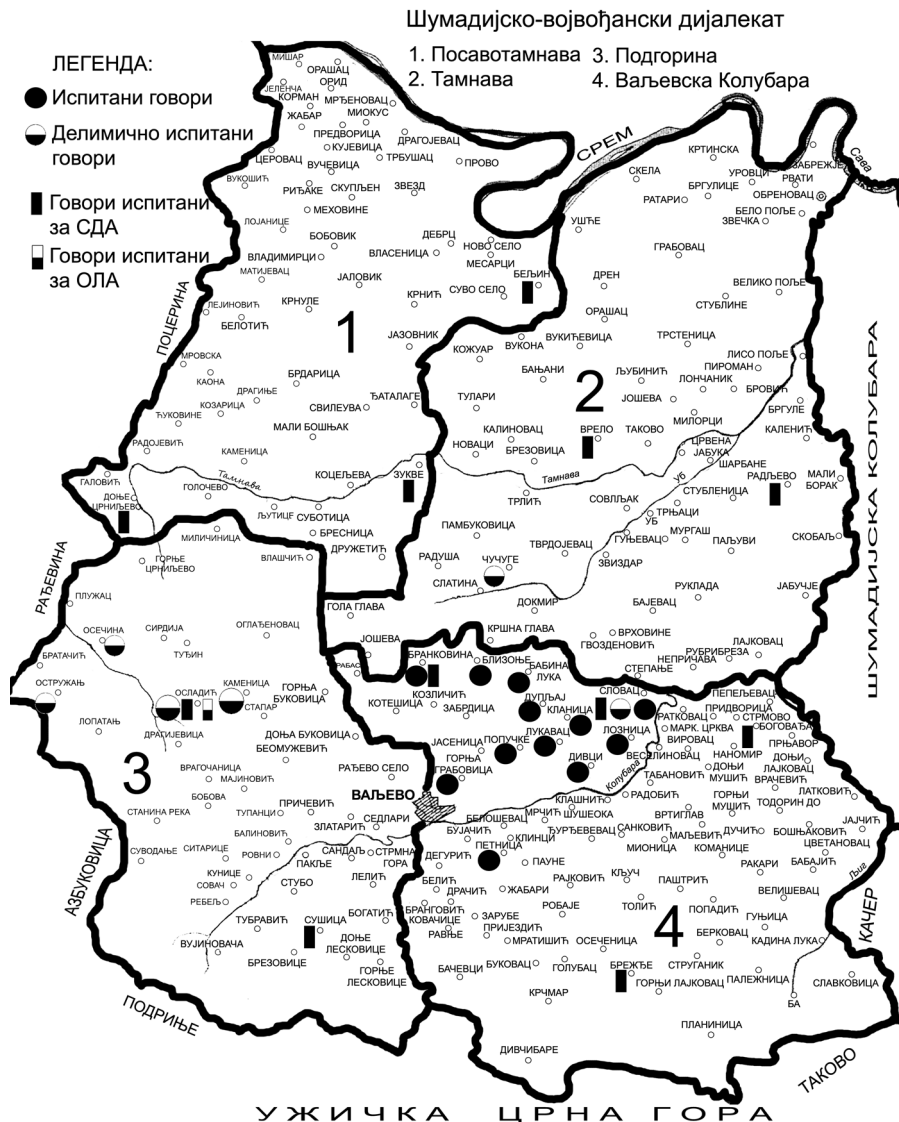 Шумадијско-војвођански дијалекат
1. Посавотамнава
2. Тамнава
3. Подгорина
4. Ваљевска Колубара
ЛЕГЕНДА:
Испитани говори
Делимично испитани
говори
Говори испитани
за СДА
Говори испитани
за ОЛА
МИШАР
ОРАШАЦ
ЈЕЛЕНЧА
ОРИД
КОРМАН
МРЂЕНОВАЦ
ЖАБАР
МИОКУС
ПРЕДВОРИЦА
ДРАГОЈЕВАЦ
КУЈЕВИЦА
ЦЕРОВАЦ
ТРБУШАЦ
ПРОВО
ВУЧЕВИЦА
ВУКОШИЋ
РИЂАКЕ
СКУПЉЕН
ЗВЕЗД
МЕХОВИНЕ
ЛОЈАНИЦЕ
БОБОВИК
ДЕБРЦ
ВЛАДИМИРЦИ
ВЛАСЕНИЦА
НОВО СЕЛО
МЕСАРЦИ
МАТИЈЕВАЦ
ЈАЛОВИК
БЕЉИН
СУВО СЕЛО
КРНУЛЕ
КРНИЋ
ЛЕЈИНОВИЋ
БЕЛОТИЋ
ПОЦЕРИНА
1
ЈАЗОВНИК
МРОВСКА
КАОНА
БРДАРИЦА
ДРАГИЊЕ
КОЗАРИЦА
СВИЛЕУВА
ЋАТАЛАГЕ
ЋУКОВИНЕ
МАЛИ БОШЊАК
РАДОЈЕВИЋ
КАМЕНИЦА
ГАЛОВИЋ
Тамнава
КОЦЕЉЕВА
ЗУКВЕ
ДОЊЕ
ЦРНИЉЕВО
ГОЛОЧЕВО
ЉУТИЦЕ
СУБОТИЦА
БРЕСНИЦА
МИЛИЧИНИЦА
ДРУЖЕТИЋ
СРЕМ
Сава
КРТИНСКА
ЗАБРЕЖЈЕ
СКЕЛА
УРОВЦИ
РВАТИ
БРГУЛИЦЕ
ОБРЕНОВАЦ
РАТАРИ
БЕЛО ПОЉЕ
ЗВЕЧКА
УШЋЕ
ГРАБОВАЦ
ДРЕН
ВЕЛИКО ПОЉЕ
СТУБЛИНЕ
ОРАШАЦ
ВУКОНА
ВУКИЋЕВИЦА
ТРСТЕНИЦА
КОЖУАР
ЛИСО ПОЉЕ
БАЊАНИ
ПИРОМАН
2
ЉУБИНИЋ
ЛОНЧАНИК
БРОВИЋ
ТУЛАРИ
ЈОШЕВА
БРГУЛЕ
МИЛОРЦИ
КАЛИНОВАЦ
ВРЕЛО
ТАКОВО
КАЛЕНИЋ
НОВАЦИ
ЦРВЕНА
ЈАБУКА
БРЕЗОВИЦА
ШАРБАНЕ
Тамнава
Уб
РАДЉЕВО
МАЛИ
БОРАК
ТРЛИЋ
СОВЉАК
СТУБЛЕНИЦА
ТРЊАЦИ
УБ
ПАМБУКОВИЦА
ГУЊЕВАЦ
МУРГАШ
СКОБАЉ
ТВРДОЈЕВАЦ
ПАЉУВИ
ЗВИЗДАР
РАДУША
ЧУЧУГЕ
СЛАТИНА
РУКЛАДА
ЈАБУЧЈЕ
БАЈЕВАЦ
ДОКМИР
ГОЛА ГЛАВА
КРШНА ГЛАВА
ВРХОВИНЕ
ГВОЗДЕНОВИЋ
ЛАЈКОВАЦ
РУБРИБРЕЗА
НЕПРИЧАВА
СТЕПАЊЕ
ШУМАДИЈСКА КОЛУБАРА
РАЂЕВИНА
ГОРЊЕ
ЦРНИЉЕВО
ВЛАШЧИЋ
ПЛУЖАЦ
ОСЕЧИНА
СИРДИЈА
ОГЛАЂЕНОВАЦ
БРАТАЧИЋ
ТУЂИН
ОСТРУЖАЊ
ОСЛАДИЋ
КАМЕНИЦА
ГОРЊА
БУКОВИЦА
СТАПАР
ЛОПАТАЊ
ДРАГИЈЕВИЦА
ДОЊА БУКОВИЦА
БЕОМУЖЕВИЋ
3
ВРАГОЧАНИЦА
МАЈИНОВИЋ
РАЂЕВО СЕЛО
БОБОВА
СТАНИНА РЕКА
ТУПАНЦИ
ПРИЧЕВИЋ
ВАЉЕВО
ЗЛАТАРИЋ
СЕДЛАРИ
БАЛИНОВИЋ
СУВОДАЊЕ
СИТАРИЦЕ
РОВНИ
ПАКЉЕ
САНДАЉ
СТРМНА
ГОРА
КУНИЦЕ
СОВАЧ
СТУБО
ЛЕЛИЋ
РЕБЕЉ
АЗБУКОВИЦА
ТУБРАВИЋ
СУШИЦА
БОГАТИЋ
ВУЈИНОВАЧА
ДОЊЕ
ЛЕСКОВИЦЕ
БРЕЗОВИЦЕ
ГОРЊЕ
ЛЕСКОВИЦЕ
ПОДРИЊЕ
ЈОШЕВА
БРАНКОВИНА
БЛИЗОЊЕ
БАБИНА
ЛУКА
КОЗЛИЧИЋ
КОТЕШИЦА
ЗАБРДИЦА
ДУПЉАЈ
КЛАНИЦА
СЛОВАЦ
ПЕПЕЉЕВАЦ
РАТКОВАЦ
ПРИДВОРИЦА
СТРМОВО
МАРК. ЦРКВА
БОГОВАЂА
ЈАСЕНИЦА
ПОПУЧКЕ
ЛУКАВАЦ
ЛОЗНИЦА
ВИРОВАЦ
ПРЊАВОР
ГОРЊА
ГРАБОВИЦА
ДИВЦИ
ВЕСЕЛИНОВАЦ
НАНОМИР
Колубара
ТАБАНОВИЋ
ДОЊИ
МУШИЋ
ДОЊИ
ЛАЈКОВАЦ
ВРАЧЕВИЋ
КЛАШНИЋ
РАДОБИЋ
ЛАТКОВИЋ
МРЧИЋ
ШУШЕОКА
ГОРЊИ
МУШИЋ
ТОДОРИН ДО
БЕЛОШЕВАЦ
ВРТИГЛАВ
БУЈАЧИЋ
КЛИНЦИ
ЂУРЂЕВЕВАЦ
САНКОВИЋ
ДУЧИЋ
БОШЊАКОВИЋ
ЈАЈЧИЋ
ПЕТНИЦА
МИОНИЦА
МАЉЕВИЋ
КОМАНИЦЕ
ЦВЕТАНОВАЦ
ДЕГУРИЋ
ПАУНЕ
РАКАРИ
БАБАЈИЋ
БЕЛИЋ
ДРАЧИЋ
РАЈКОВИЋ
КЉУЧ
ПАШТРИЋ
Љиг
ЖАБАРИ
ВЕЛИШЕВАЦ
БРАНГОВИЋ
КОВАЧИЦЕ
ЗАРУБЕ
РОБАЈЕ
ТОЛИЋ
ПОПАДИЋ
ГУЊИЦА
РАВЊЕ
ПРИЈЕЗДИЋ
4
МРАТИШИЋ
ОСЕЧЕНИЦА
БЕРКОВАЦ
КАДИНА ЛУКА
КАЧЕР
БАЧЕВЦИ
БУКОВАЦ
ГОЛУБАЦ
БРЕЖЂЕ
СТРУГАНИК
ГОРЊИ ЛАЈКОВАЦ
ПАЛЕЖНИЦА
СЛАВКОВИЦА
КРЧМАР
БА
ПЛАНИНИЦА
ДИВЧИБАРЕ
ТАКОВО
УЖИЧКА ЦРНА ГОРА